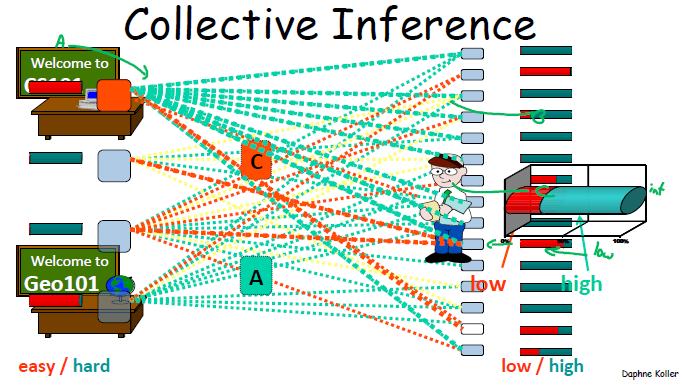 Collective Inference
A
Welcome to
CS101
B
C
C
int
0%
100%
low
low
high
A
Welcome to
Geo101
easy / hard
low / high
Daphne Koller